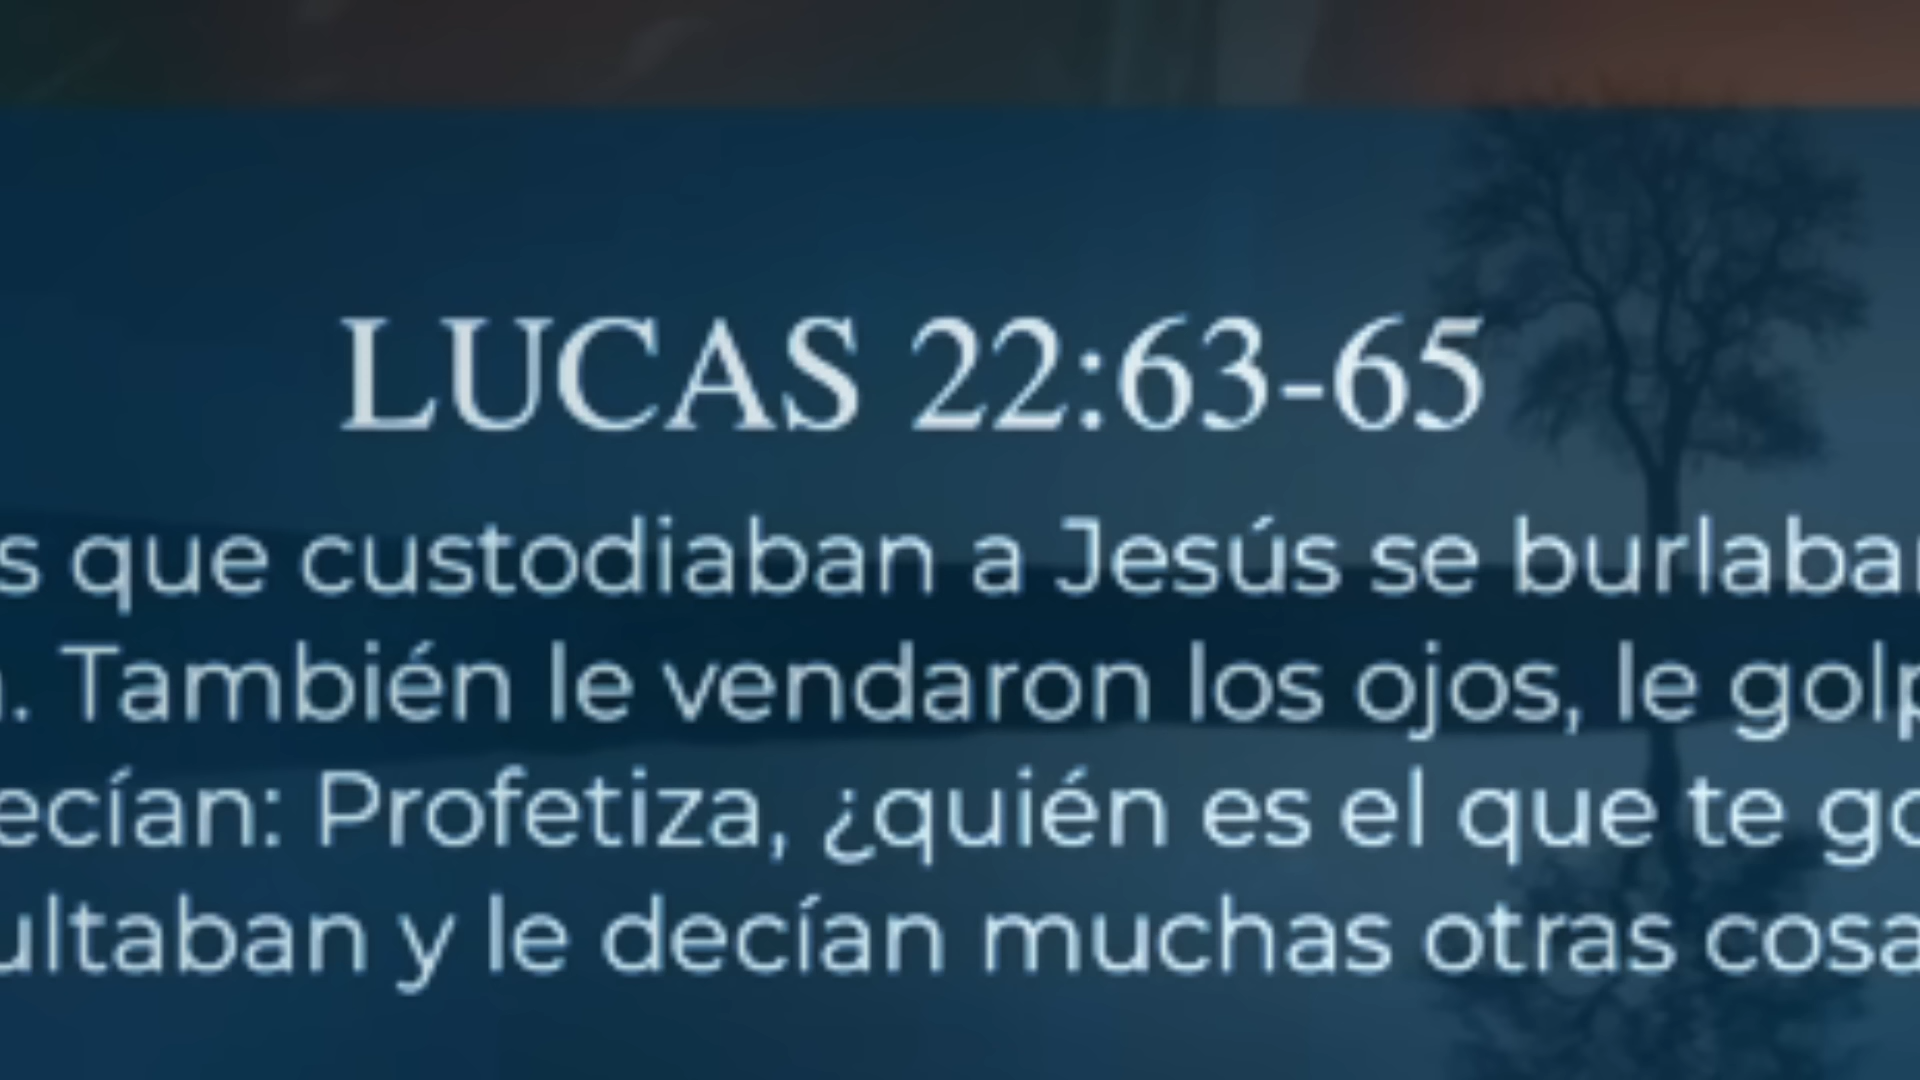 LUCAS 22:63-65
s que custodiaban a Jesús se burlaban
. También le vendaron los ojos, le golp
ecían: Profetiza, ¿quién es el que te go
ultaban y le decían muchas otras cosa